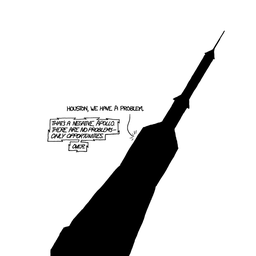 HOUSTON, WE HAVE A PROBLEM.
THAT'S A NEGATIVE, APOLLO.
THERE ARE NO PROBLEMS-
ONLY OPPORTUNITIES.
OVER.